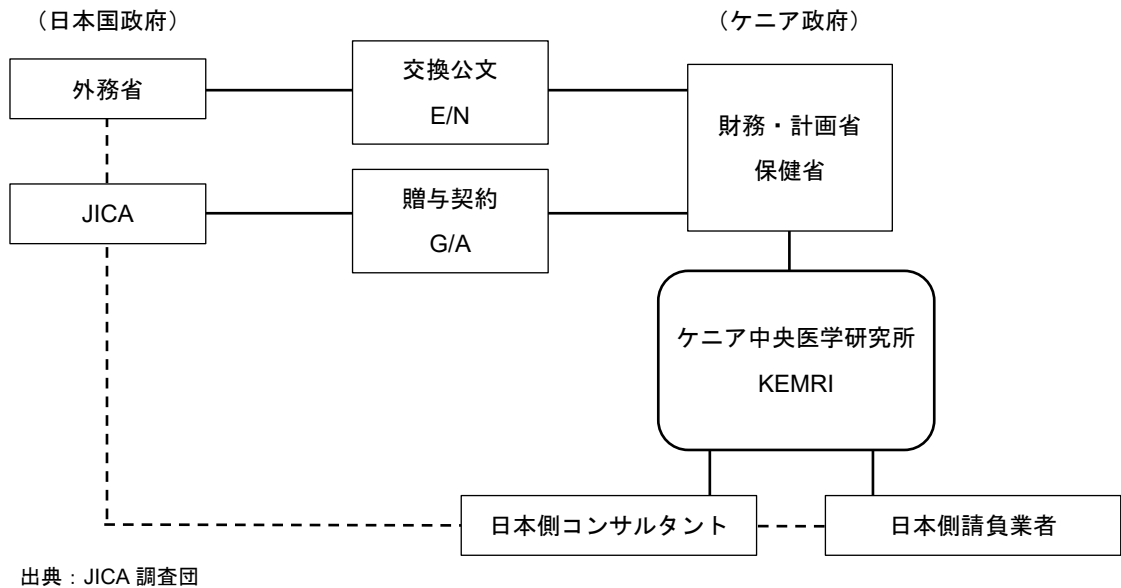 （日本国政府）
（ケニア政府）
外務省
交換公文
E/N
財務・計画省
保健省
JICA
贈与契約
G/A
ケニア中央医学研究所
KEMRI
日本側コンサルタント
日本側請負業者
出典：JICA 調査団